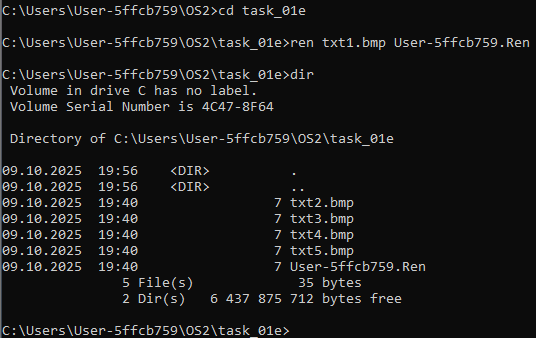 C:\Users\User-5ffcb759\OS2>cd task_01e
C:\Users\User-5ffcb759\OS2\task_01e>ren txt1.bmp User-5ffcb759.Ren
C:\Users\User-5ffcb759\OS2\task_01e>dir
 Volume in drive C has no label.
 Volume Serial Number is 4C47-8F64
 Directory of C:\Users\User-5ffcb759\OS2\task_01e
09.10.2025  19:56    <DIR>          .
09.10.2025  19:56    <DIR>          ..
09.10.2025  19:40                 7 txt2.bmp
09.10.2025  19:40                 7 txt3.bmp
09.10.2025  19:40                 7 txt4.bmp
09.10.2025  19:40                 7 txt5.bmp
09.10.2025  19:40                 7 User-5ffcb759.Ren
               5 File(s)             35 bytes
               2 Dir(s)   6 437 875 712 bytes free
C:\Users\User-5ffcb759\OS2\task_01e>